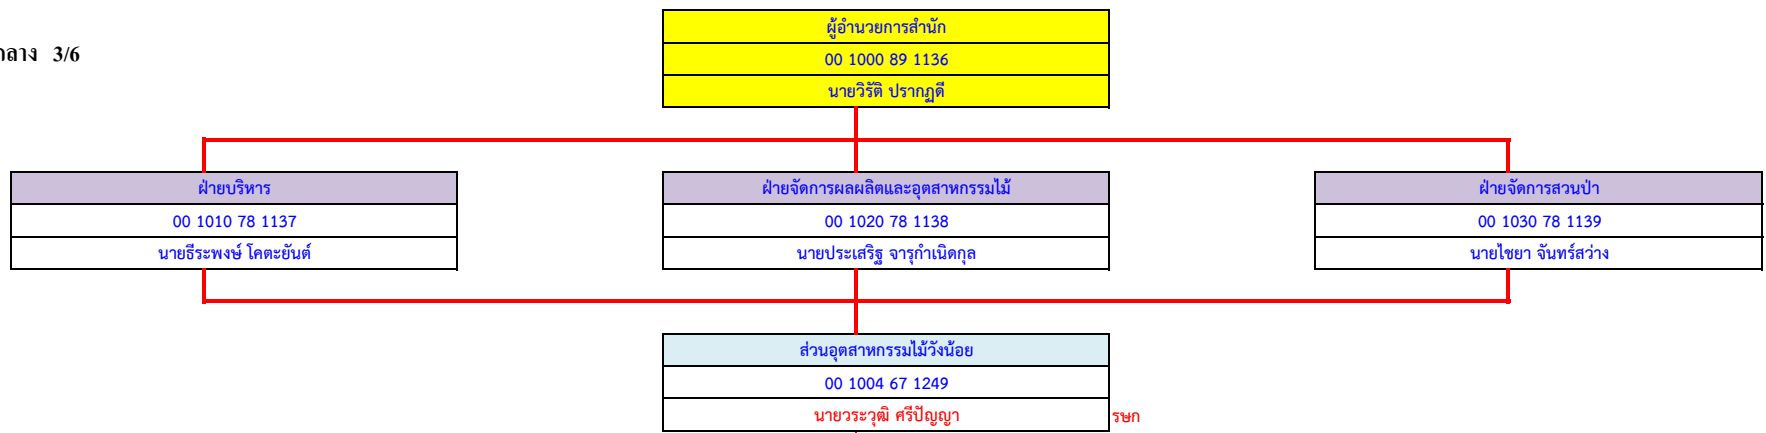 ผู้อำนวยการสำนัก
00 1000 89 1136
นายวิรัติ ปรากฏดี
กลาง 3/6
ฝ่ายบริหาร
00 1010 78 1137
นายธีระพงษ์ โคตะยันต์
ฝ่ายจัดการผลผลิตและอุตสาหกรรมไม้
00 1020 78 1138
นายประเสริฐ จารุกำเนิดกุล
ฝ่ายจัดการสวนป่า
00 1030 78 1139
นายไชยา จันทร์สว่าง
ส่วนอุตสาหกรรมไม้วังน้อย
00 1004 67 1249
นายวระวุฒิ ศรีปัญญา รษก